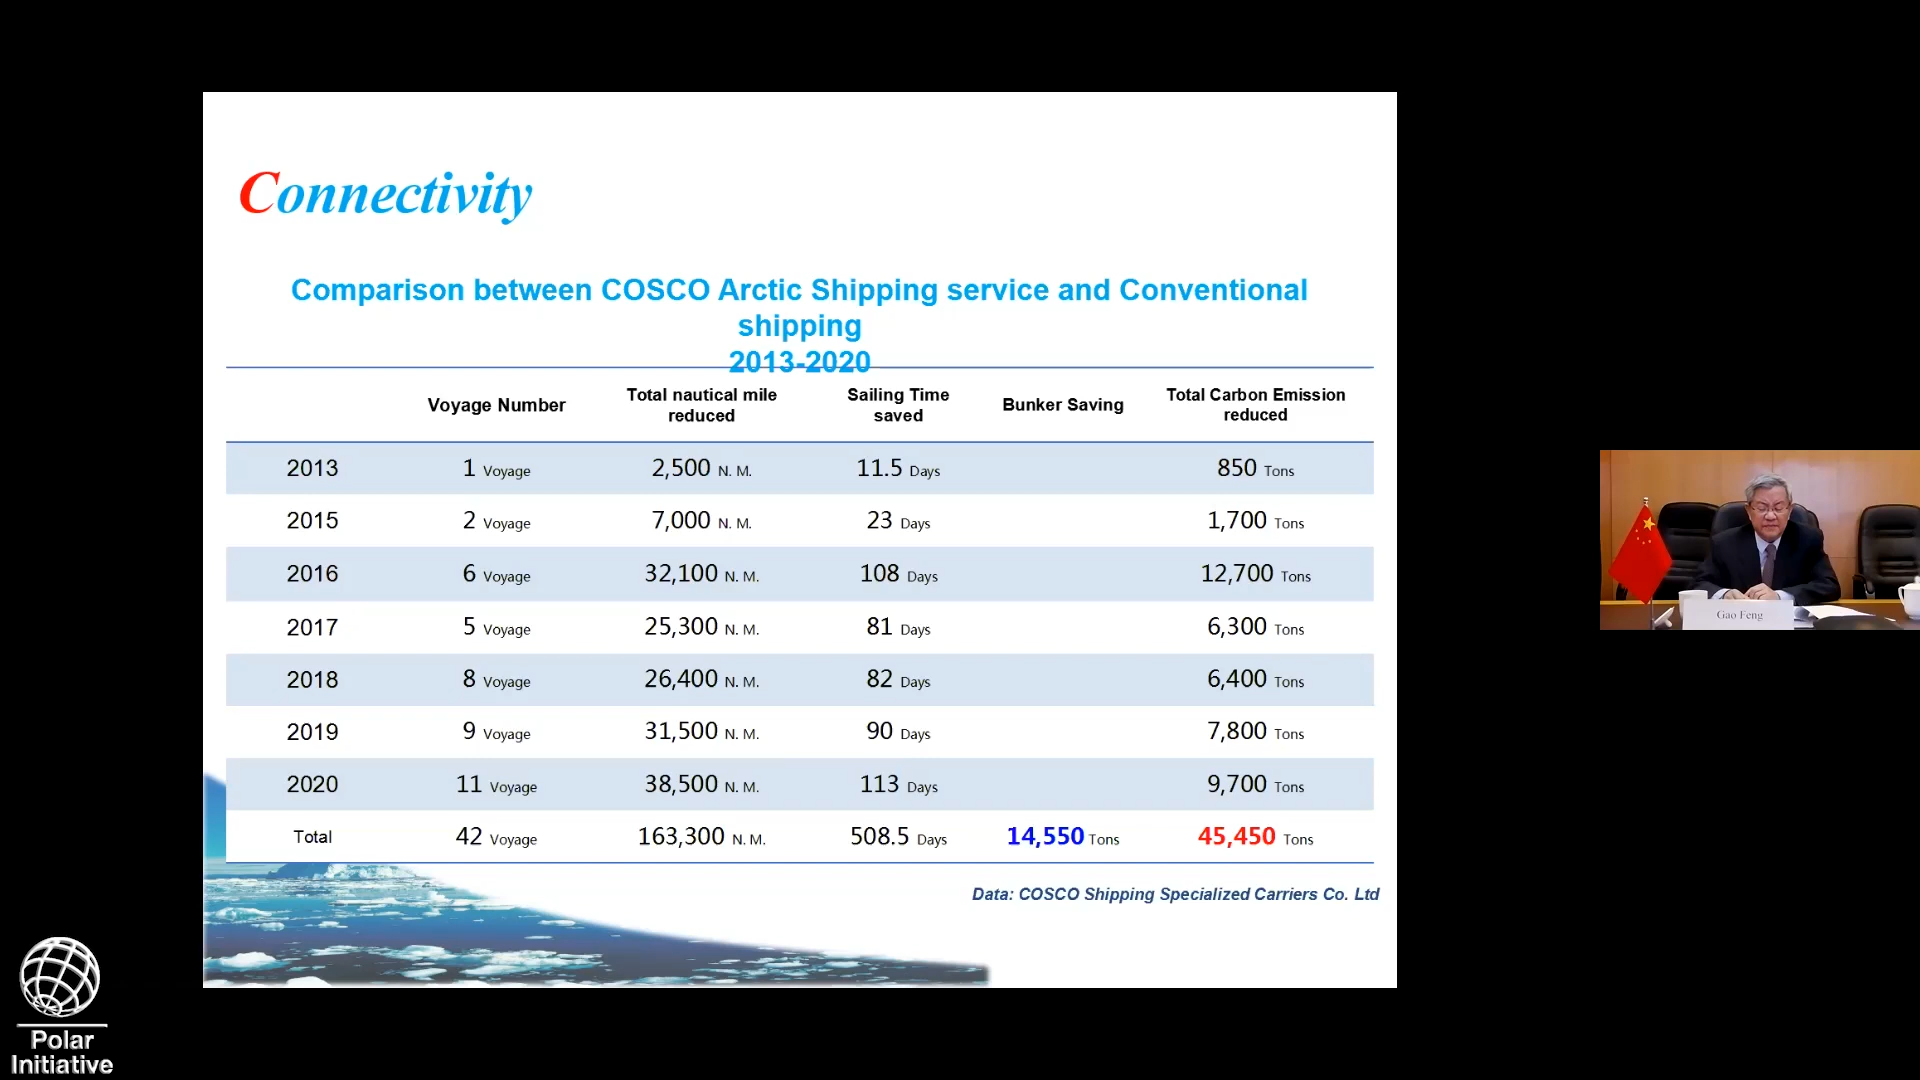 Connectivity
Comparison between COSCO Arctic Shipping service and Conventional
shipping
2013-2020
Voyage Number Total nautical mile reduced Sailing Time saved Bunker Saving Total Carbon Emission reduced
2013 1 Voyage 2,500 N. M. 11.5 Days 850 Tons
2015 2 Voyage 7,000 N. M. 23 Days 1,700 Tons
2016 6 Voyage 32,100 N. M. 108 Days 12,700 Tons
2017 5 Voyage 25,300 N. M. 81 Days 6,300 Tons
2018 8 Voyage 26,400 N. M. 82 Days 6,400 Tons
2019 9 Voyage 31,500 N. M. 90 Days 7,800 Tons
2020 11 Voyage 38,500 N. M. 113 Days 9,700 Tons
Total 42 Voyage 163,300 N. M. 508.5 Days 14,550 Tons 45,450 Tons
Data: COSCO Shipping Specialized Carriers Co. Ltd
Gao Feng
Polar
Initiative